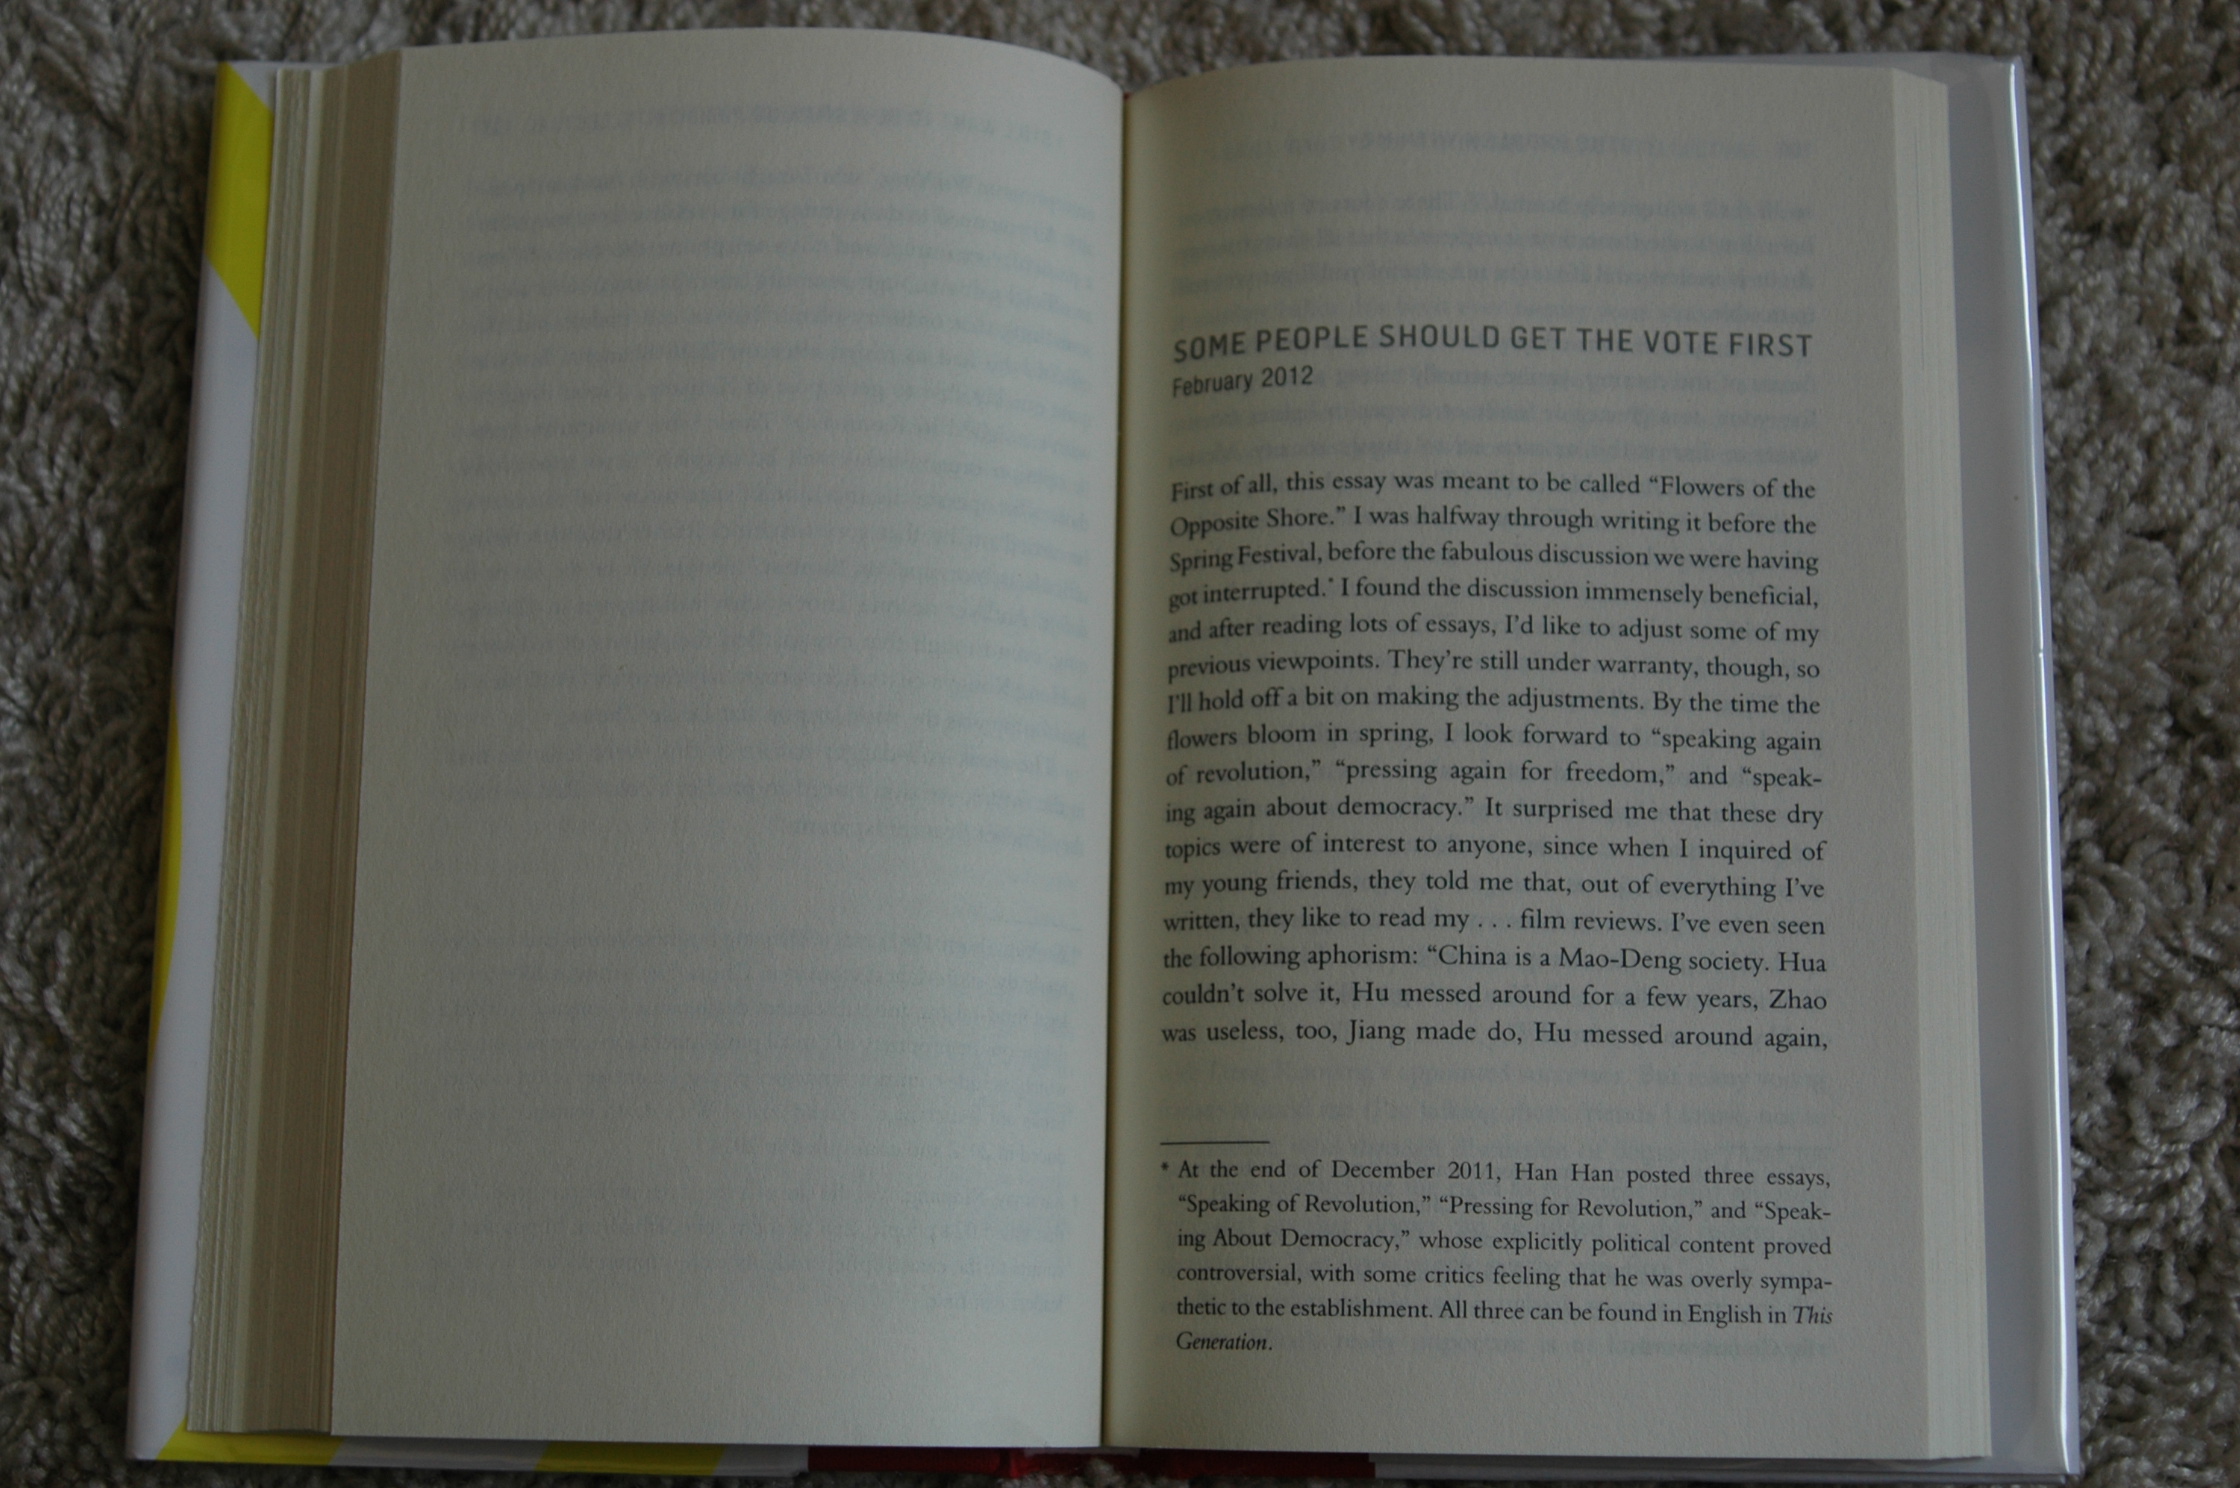 SOME PEOPLE SHOULD GET THE VOTE FIRST
February 2012
First of all, this essay was meant to be called “Flowers of the
Opposite Shore.” I was halfway through writing it before the
Spring Festival, before the fabulous discussion we were having
got interrupted.* I found the discussion immensely beneficial,
and after reading lots of essays, I’d like to adjust some of my
previous viewpoints. They’re still under warranty, though, so
I’ll hold off a bit on making the adjustments. By the time the
flowers bloom in spring, I look forward to “speaking again
of revolution,” “pressing again for freedom,” and “speak-
ing again about democracy.” It surprised me that these dry
topics were of interest to anyone, since when I inquired of
my young friends, they told me that, out of everything I’ve
written, they like to read my . . . film reviews. I’ve even seen
the following aphorism: “China is a Mao-Deng society. Hua
couldn’t solve it, Hu messed around for a few years, Zhao
was useless, too, Jiang made do, Hu messed around again,
* At the end of December 2011, Han Han posted three essays,
“Speaking of Revolution,” “Pressing for Revolution,” and “Speak-
ing About Democracy,” whose explicitly political content proved
controversial, with some critics feeling that he was overly sympa-
thetic to the establishment. All three can be found in English in This
Generation.